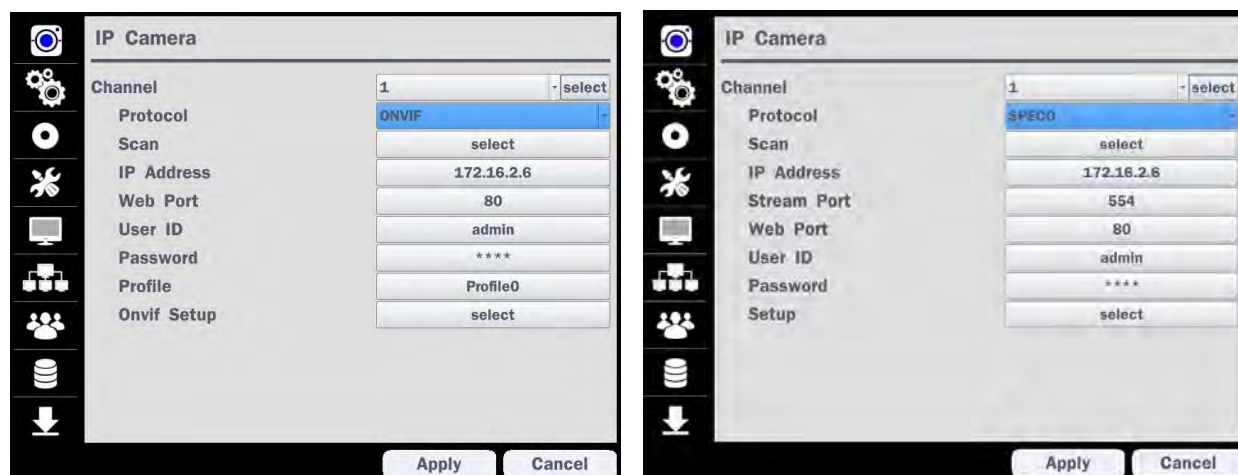 IP Camera
Channel 1 select
Protocol ONVIF
Scan select
IP Address 172.16.2.6
Web Port 80
User ID admin
Password ****
Profile Profile0
Onvif Setup select
Apply Cancel
IP Camera
Channel 1 select
Protocol SPECO
Scan select
IP Address 172.16.2.6
Stream Port 554
Web Port 80
User ID admin
Password ****
Setup select
Apply Cancel